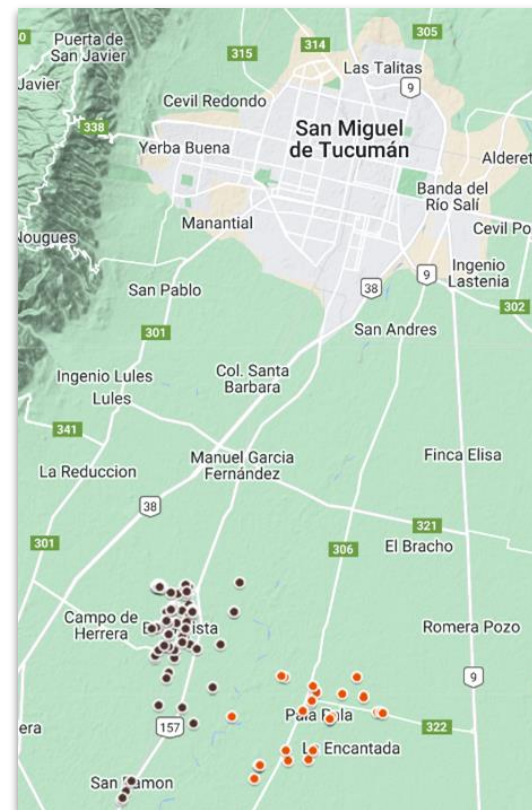 Puerta de
San Javier
Javier
315
314
305
Las Talitas
9
Cevil Redondo
San Miguel
de Tucumán
338
Yerba Buena
Alderet
Banda del
Río Salí
Nougues
Manantial
Cevil Po
Ingenio
Lastenia
San Pablo
38
9
302
301
San Andres
Ingenio Lules
Lules
Col. Santa
Barbara
341
La Reduccion
Manuel Garcia
Fernández
Finca Elisa
38
321
301
306
El Bracho
Campo de
Herrera
Romera Pozo
9
era
157
322
San Ramon